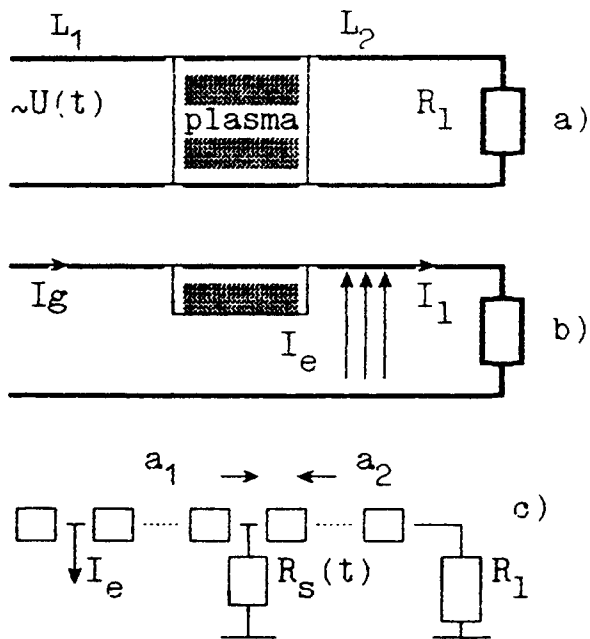 L₁ L₂
~U(t) plasma R₁ a)
Ig Iₑ I₁ b)
a₁ a₂ c)
Iₑ Rₛ(t) R₁